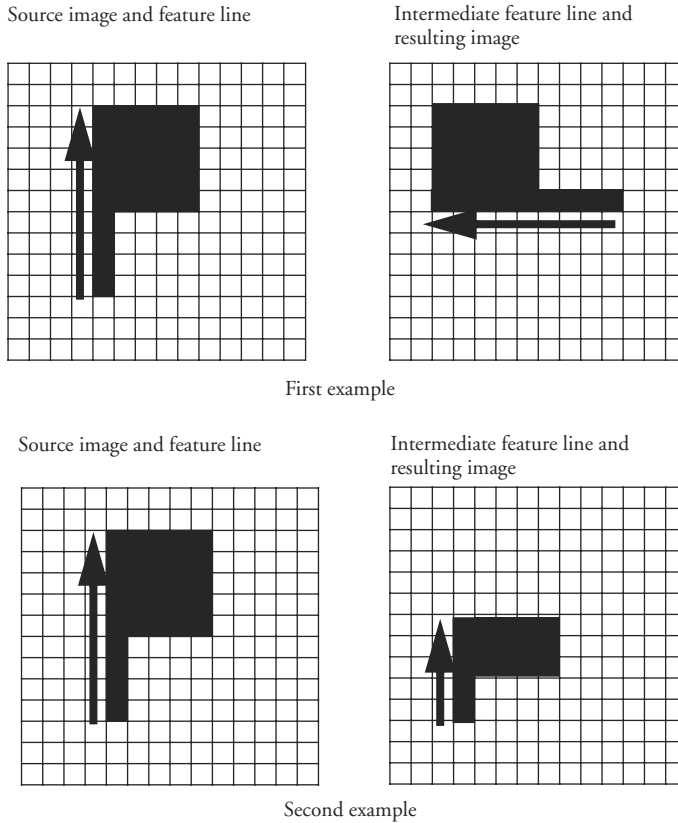 Source image and feature line
Intermediate feature line and
resulting image
First example
Source image and feature line
Intermediate feature line and
resulting image
Second example